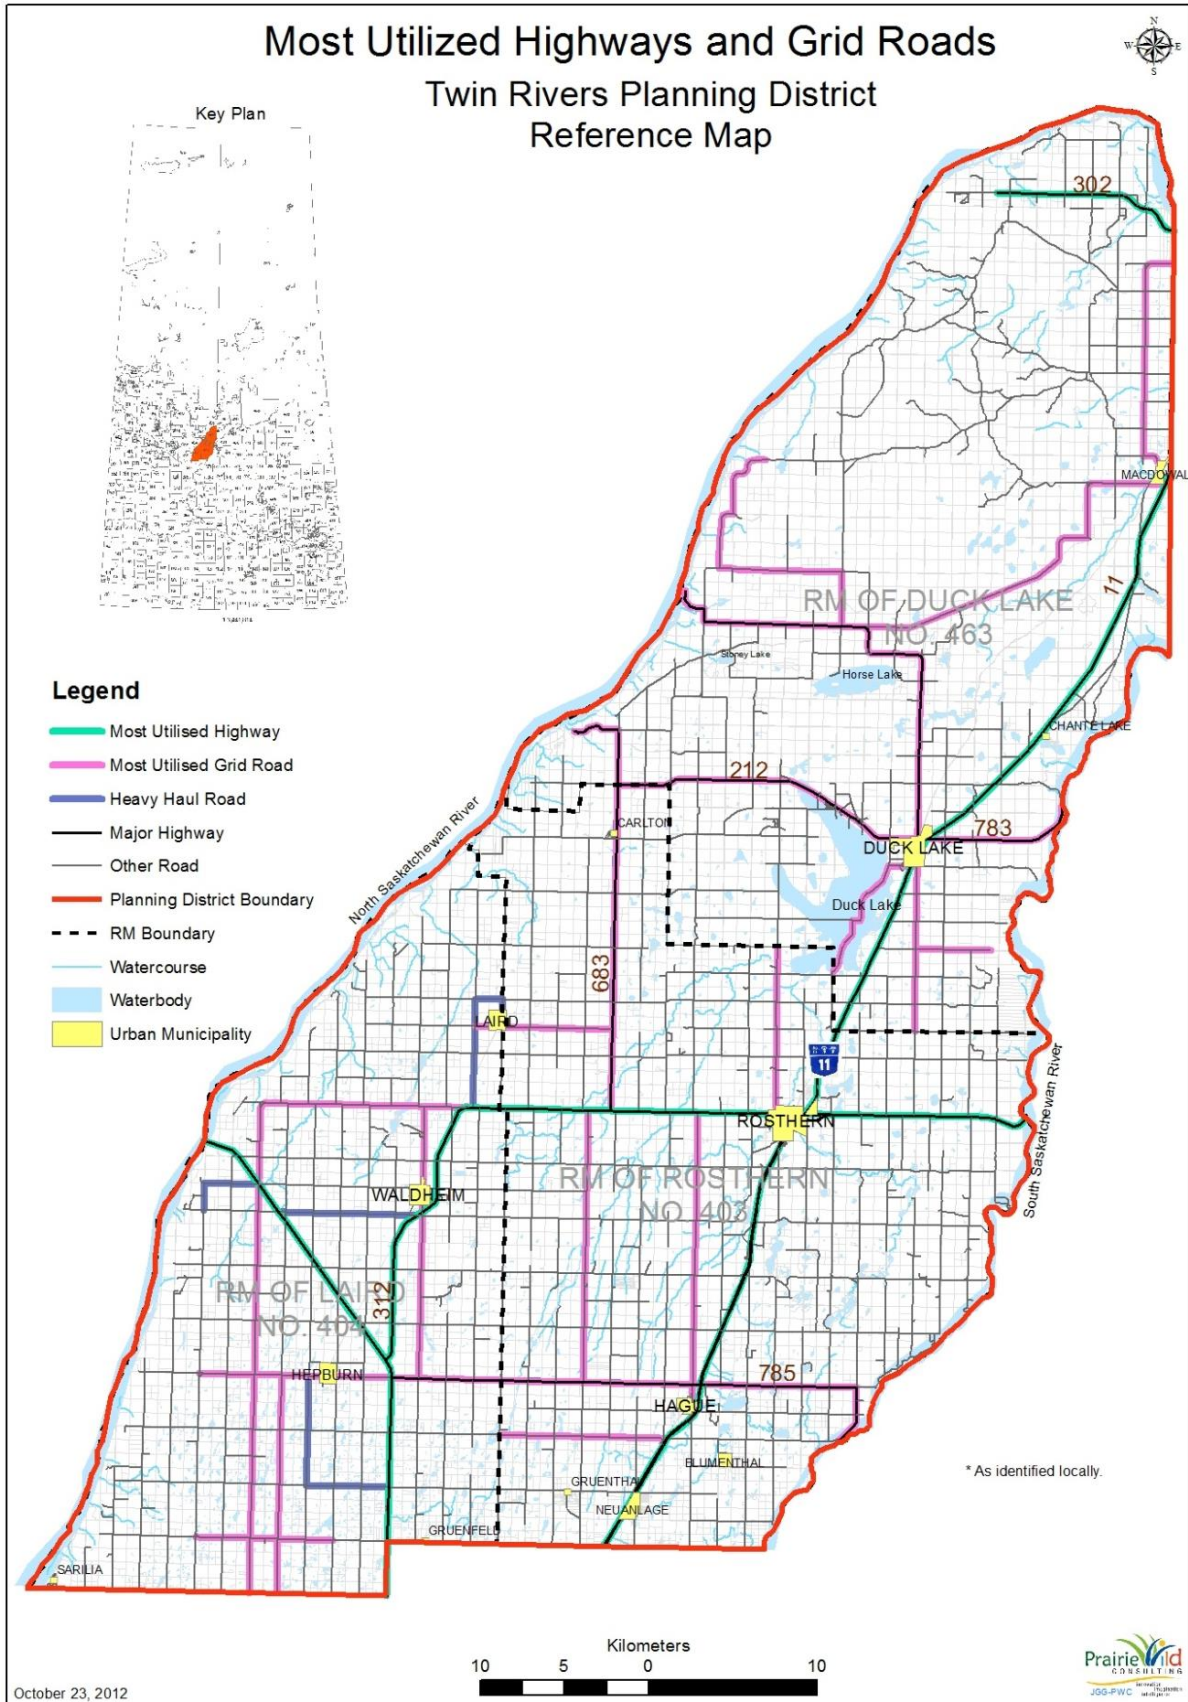 Most Utilized Highways and Grid Roads
Twin Rivers Planning District
Reference Map
N
W
E
S
Key Plan
302
MACDOWAL
11
RM OF DUCK LAKE
NO. 463
Stoney Lake
Horse Lake
CHANTE LAKE
Legend
Most Utilised Highway
Most Utilised Grid Road
Heavy Haul Road
Major Highway
Other Road
Planning District Boundary
RM Boundary
Watercourse
Waterbody
Urban Municipality
North Saskatchewan River
212
CARLTON
783
DUCK LAKE
Duck Lake
683
LAIRD
11
ROSTHERN
South Saskatchewan River
WALDHEIM
RM OF ROSTHERN
NO. 403
RM OF LAIRD
NO. 404
312
HEPBURN
785
HAGUE
BLUMENTHAL
GRUENTHAL
NEUANLAGE
GRUENFELD
SARILIA
* As identified locally.
Kilometers
10 5 0 10
October 23, 2012
Prairie Wild
CONSULTING
JGG-PWC